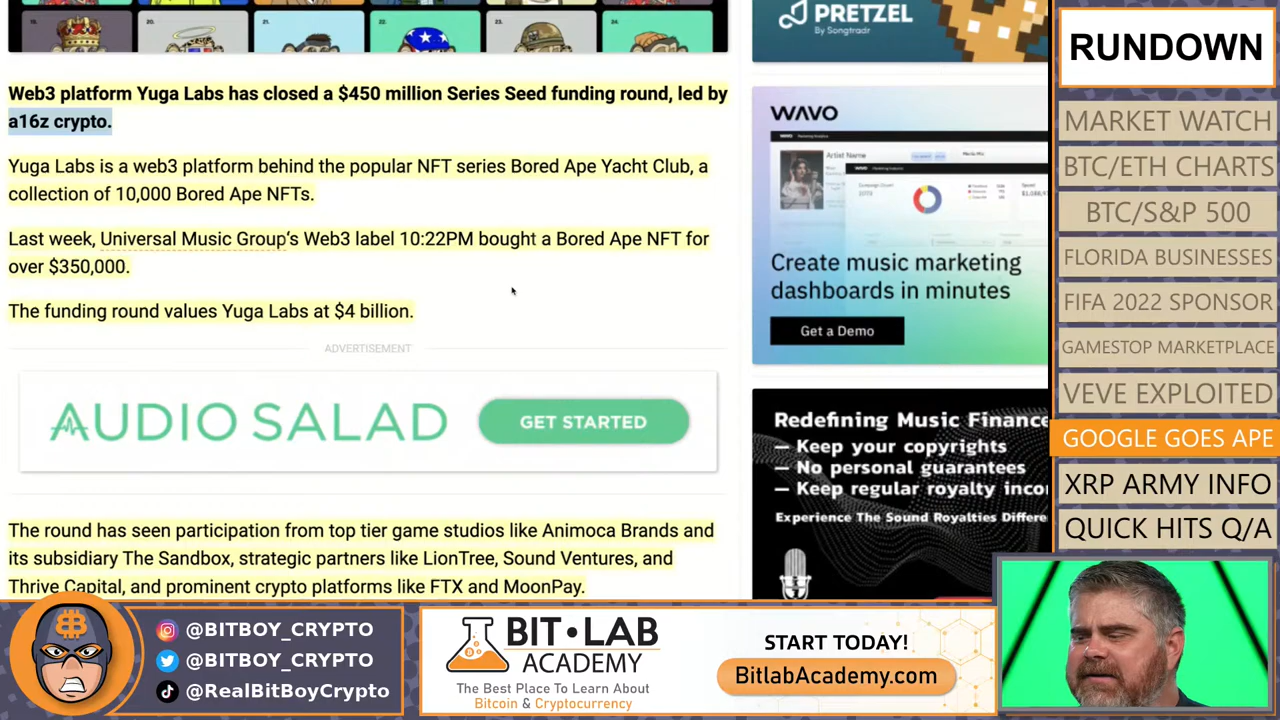 20.
21.
22.
23.
24.
Web3 platform Yuga Labs has closed a $450 million Series Seed funding round, led by
a16z crypto.
Yuga Labs is a web3 platform behind the popular NFT series Bored Ape Yacht Club, a
collection of 10,000 Bored Ape NFTs.
Last week, Universal Music Group's Web3 label 10:22PM bought a Bored Ape NFT for
over $350,000.
The funding round values Yuga Labs at $4 billion.
ADVERTISEMENT
AUDIO SALAD
GET STARTED
The round has seen participation from top tier game studios like Animoca Brands and
its subsidiary The Sandbox, strategic partners like LionTree, Sound Ventures, and
Thrive Capital, and prominent crypto platforms like FTX and MoonPay.
PRETZEL
By Songtradr
WAVO
Artist Name
Create music marketing
dashboards in minutes
Get a Demo
Redefining Music Finance
— Keep your copyrights
— No personal guarantees
— Keep regular royalty inco
Experience The Sound Royalties Differe
RUNDOWN
MARKET WATCH
BTC/ETH CHARTS
BTC/S&P 500
FLORIDA BUSINESSES
FIFA 2022 SPONSOR
GAMESTOP MARKETPLACE
VEVE EXPLOITED
GOOGLE GOES APE
XRP ARMY INFO
QUICK HITS Q/A
@BITBOY_CRYPTO
@BITBOY_CRYPTO
@RealBitBoyCrypto
BIT•LAB
ACADEMY
The Best Place To Learn About
Bitcoin & Cryptocurrency
START TODAY!
BitlabAcademy.com